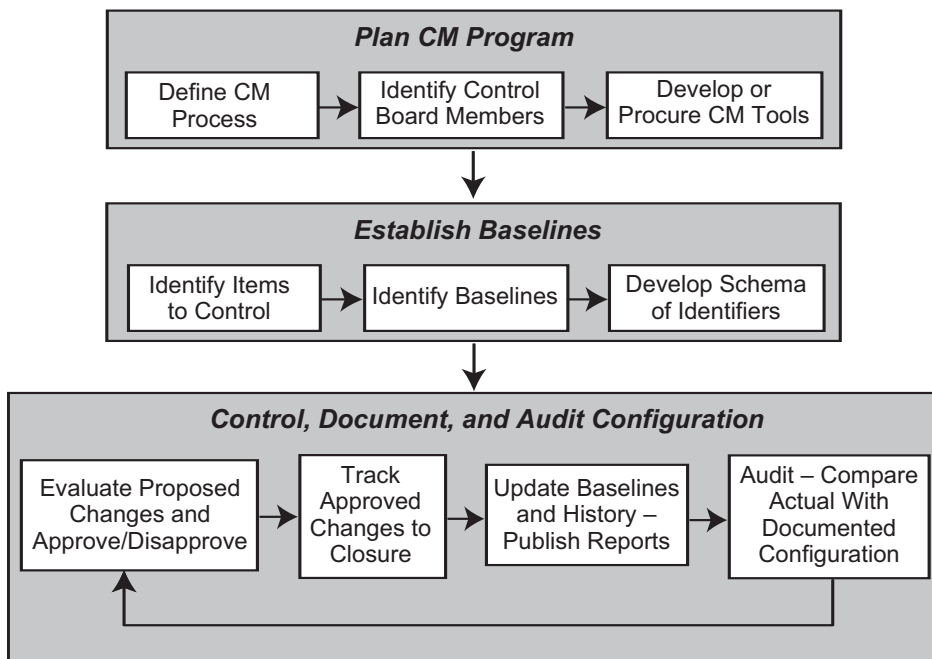 Plan CM Program
Define CM
Process
Identify Control
Board Members
Develop or
Procure CM Tools
Establish Baselines
Identify Items
to Control
Identify Baselines
Develop Schema
of Identifiers
Control, Document, and Audit Configuration
Evaluate Proposed
Changes and
Approve/Disapprove
Track
Approved
Changes to
Closure
Update Baselines
and History –
Publish Reports
Audit – Compare
Actual With
Documented
Configuration